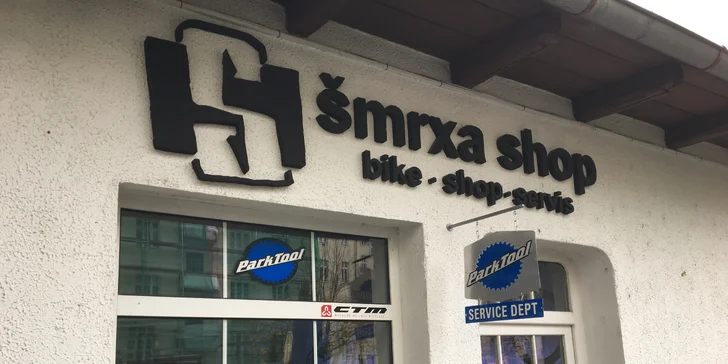 šmrxa shop
bike - shop - servis
ParkTool
CTM
ParkTool
SERVICE DEPT